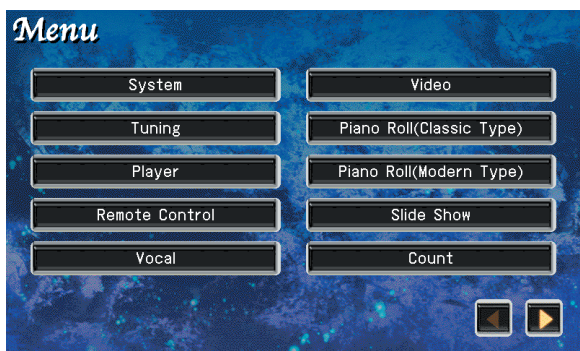 Menu
System
Tuning
Player
Remote Control
Vocal
Video
Piano Roll(Classic Type)
Piano Roll(Modern Type)
Slide Show
Count